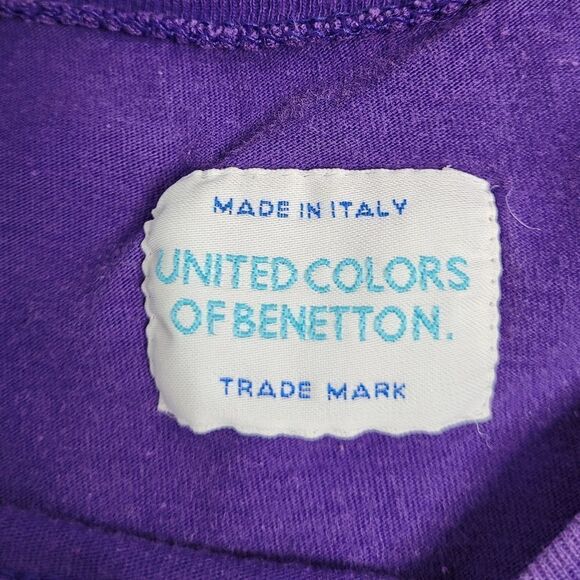 MADE IN ITALY
UNITED COLORS
OF BENETTON.
TRADE MARK